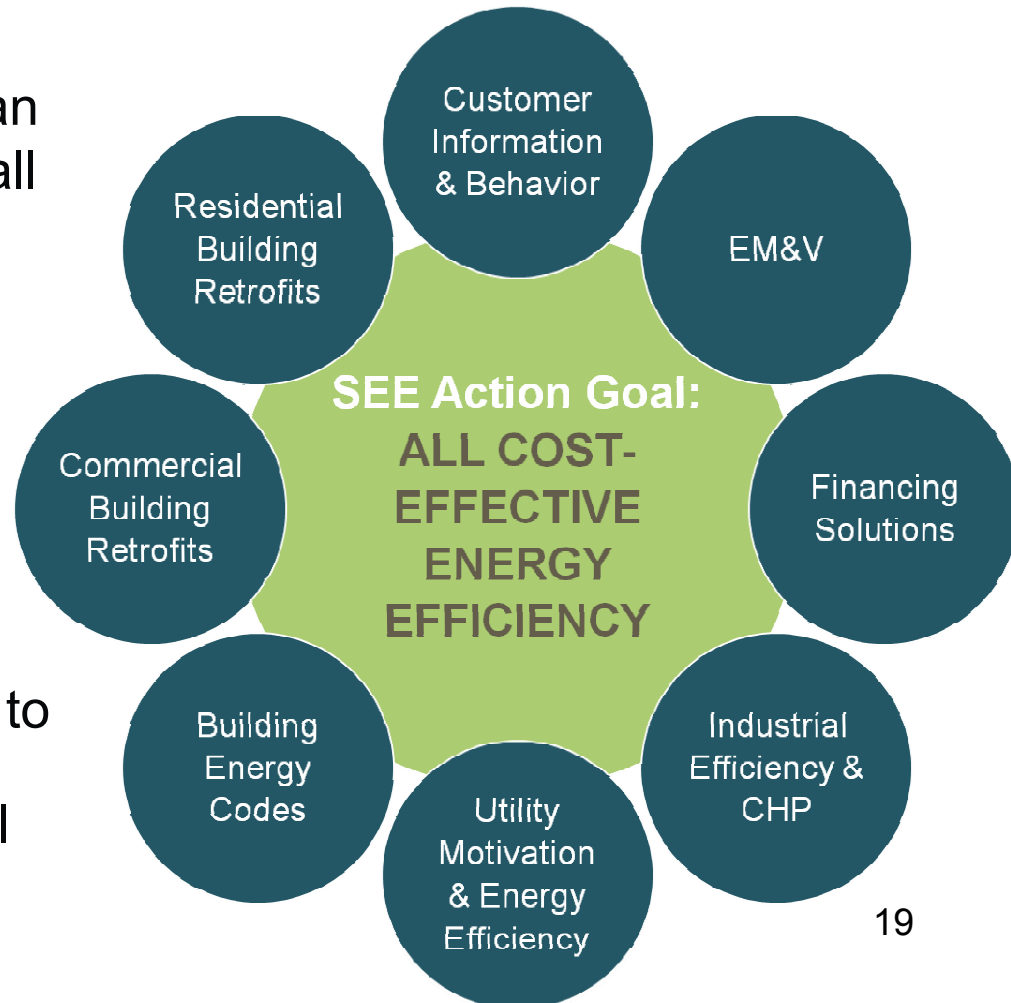 an
all
to
l
Customer
Information
& Behavior
EM&V
Financing
Solutions
Industrial
Efficiency &
CHP
Utility
Motivation
& Energy
Efficiency
Building
Energy
Codes
Commercial
Building
Retrofits
Residential
Building
Retrofits
SEE Action Goal:
ALL COST-
EFFECTIVE
ENERGY
EFFICIENCY
19